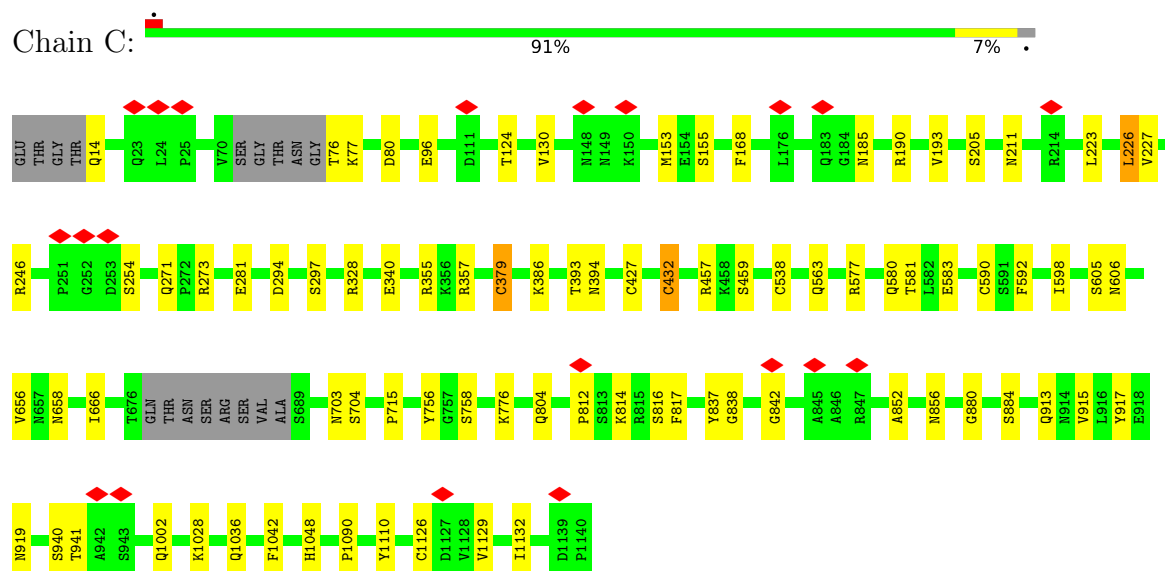 Chain C:
91%
7%
GLU THR GLY THR Q14 Q23 L24 P25 V70 SER GLY THR ASN GLY T76 K77 D80 E96 D111 T124 V130 N148 N149 K150 M153 E154 S155 F168 L176 Q183 G184 N185 R190 V193 S205 N211 R214 L223 L226 V227
R246 P251 G252 D253 S254 Q271 P272 R273 E281 D294 S297 R328 E340 R355 K356 R357 C379 K386 T393 N394 C427 C432 R457 K458 S459 C538 Q563 R577 Q580 T581 L582 E583 C590 S591 F592 I598 S605 N606
V656 N657 N658 I666 T676 GLN THR ASN SER ARG SER VAL ALA S689 N703 S704 P715 Y756 G757 S758 K776 Q804 P812 S813 K814 R815 S816 F817 Y837 G838 G842 A845 A846 R847 A852 N856 G880 S884 Q913 N914 V915 L916 Y917 E918
N919 S940 T941 A942 S943 Q1002 K1028 Q1036 F1042 H1048 P1090 Y1110 C1126 D1127 V1128 V1129 I1132 D1139 P1140